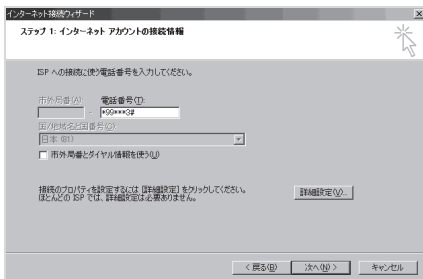 インターネット接続ウィザード
ステップ 1: インターネット アカウントの接続情報
ISP への接続に使う電話番号を入力してください。
市外局番(A): 電話番号(T):
- *99***3#
国/地域名と国番号(C):
日本 (81)
市外局番とダイヤル情報を使う(U)
接続のプロパティを設定するには [詳細設定] をクリックしてください。
ほとんどの ISP では、詳細設定は必要ありません。
詳細設定(V)...
< 戻る(B) 次へ(N) > キャンセル